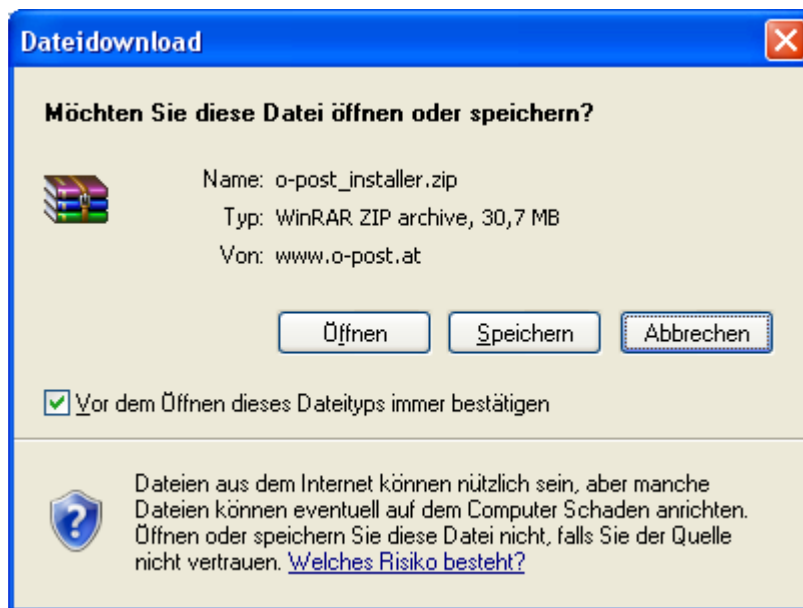 Dateidownload
Möchten Sie diese Datei öffnen oder speichern?
Name: o-post_installer.zip
Typ: WinRAR ZIP archive, 30,7 MB
Von: www.o-post.at
Öffnen Speichern Abbrechen
Vor dem Öffnen dieses Dateityps immer bestätigen
Dateien aus dem Internet können nützlich sein, aber manche
Dateien können eventuell auf dem Computer Schaden anrichten.
Öffnen oder speichern Sie diese Datei nicht, falls Sie der Quelle
nicht vertrauen. Welches Risiko besteht?